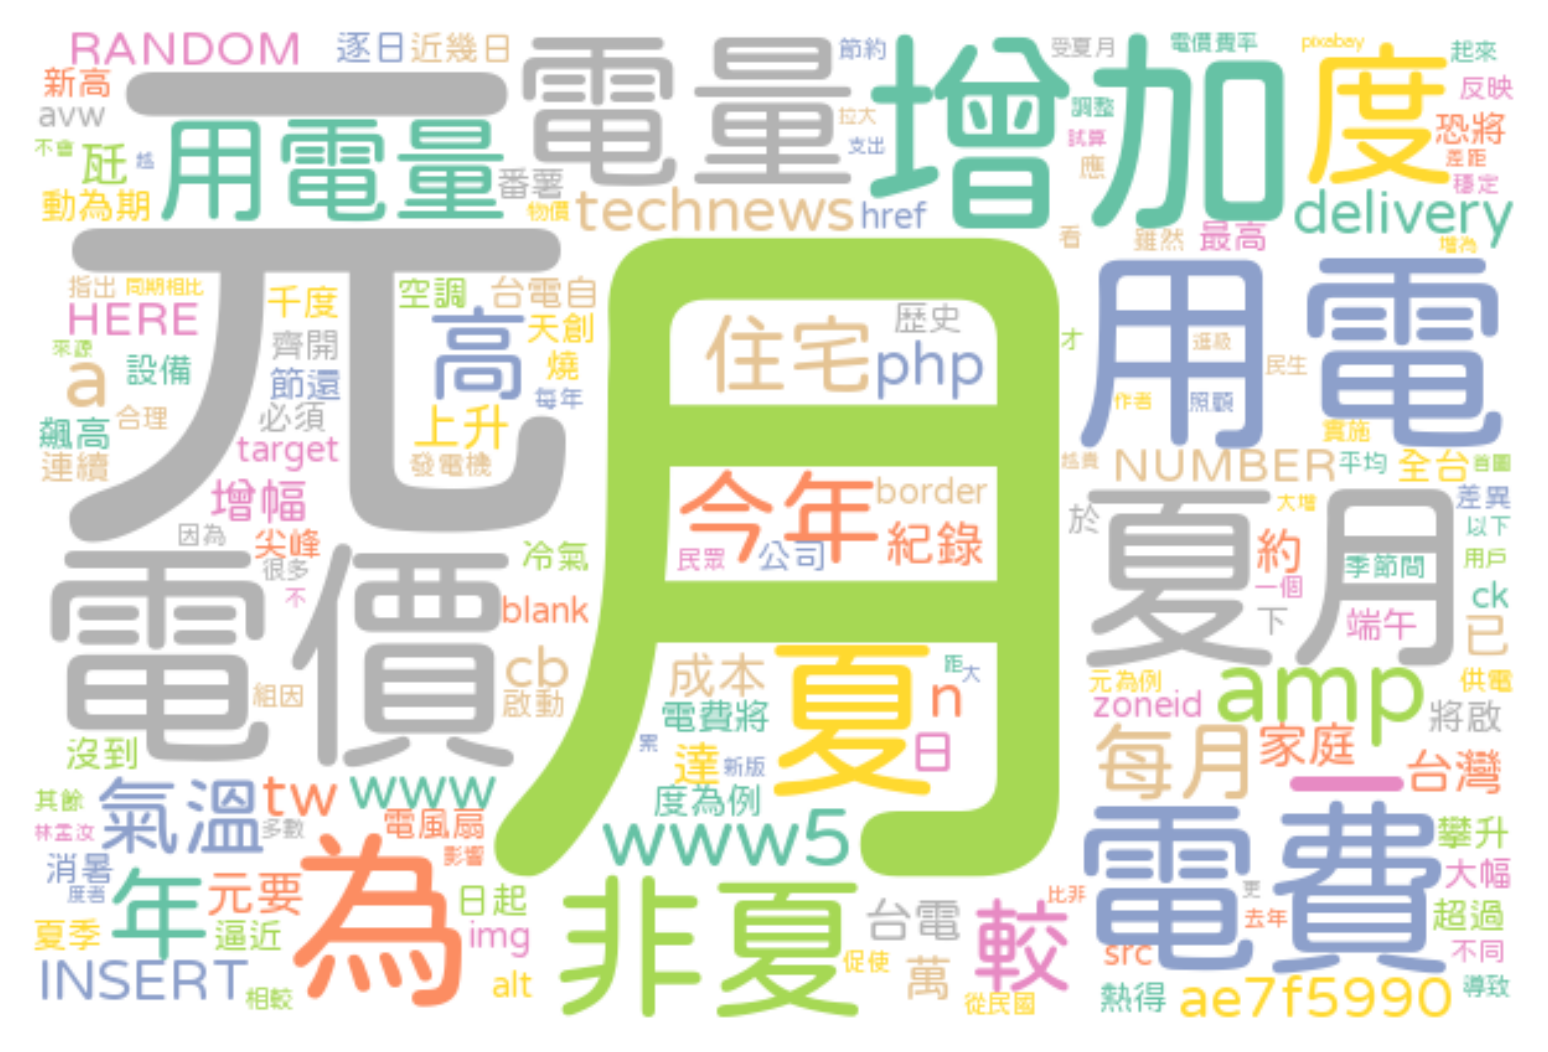 RANDOM 逐日 近幾日 電量 節約 受夏月 電價費率 pixabay 起來
新高 元 增加 度 反映
avw 用電量 拉大 調整 恐將
不會 瓩 越 支出 試算 差距
動為期 番薯 物價 technews href 應 delivery 穩定
看 雖然 最高 增為
指出 同期相比 千度 空調 台電自 月 用電
HERE 高 天創 住宅 歷史 php 才 進級 民生
來源 齊開
a 設備 節還 燒 每年 作者 照顧
飆高 合理 必須 上升 實施
連續 target 發電機 越貴 NUMBER 平均 全台 首圖
增幅 今年 border 夏月 大增 差異
因為 尖峰 紀錄 於 約 以下
電價 很多 冷氣 民眾 公司 季節間 用戶
不 blank 一個 下 端午 ck
組因 cb 成本 夏 距 大 元為例 amp 已 供電
啟動 電費將 n zoneid 將啟
沒到 累 達 新版 日 每月 家庭 一 台灣
其餘 氣溫 tw www 度為例 電費
林孟汝 多數 電風扇 www5 攀升
消暑 為 影響 大幅
度者 年 元要 日起 非夏 台電 較 比非 更 去年 超過
夏季 逼近 img 促使 src 不同
INSERT 相較 alt 萬 從民國 熱得 ae7f5990 導致